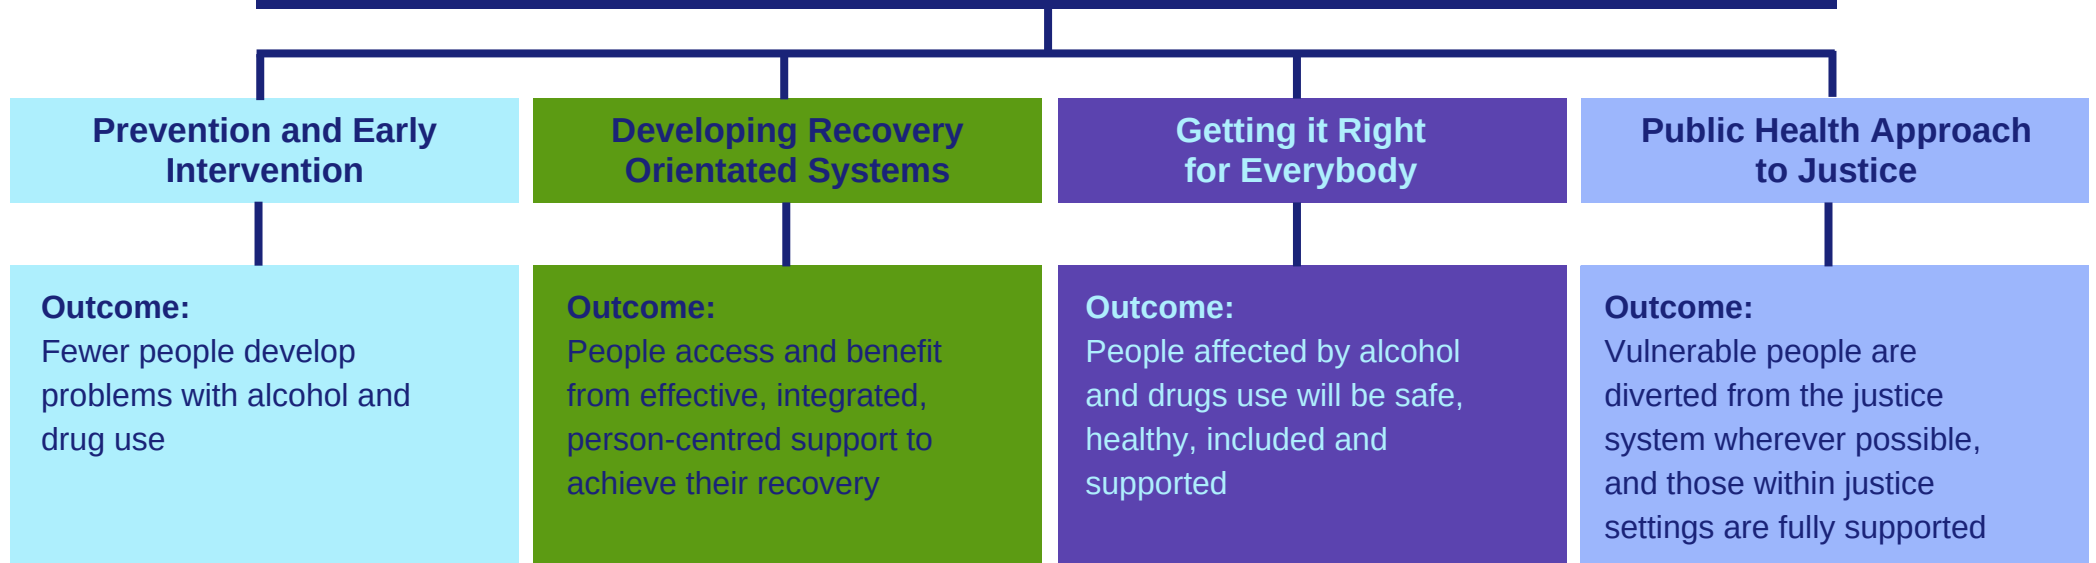 Prevention and Early
Intervention
Developing Recovery
Orientated Systems
Getting it Right
for Everybody
Public Health Approach
to Justice
Outcome:
Fewer people develop
problems with alcohol and
drug use
Outcome:
People access and benefit
from effective, integrated,
person-centred support to
achieve their recovery
Outcome:
People affected by alcohol
and drugs use will be safe,
healthy, included and
supported
Outcome:
Vulnerable people are
diverted from the justice
system wherever possible,
and those within justice
settings are fully supported